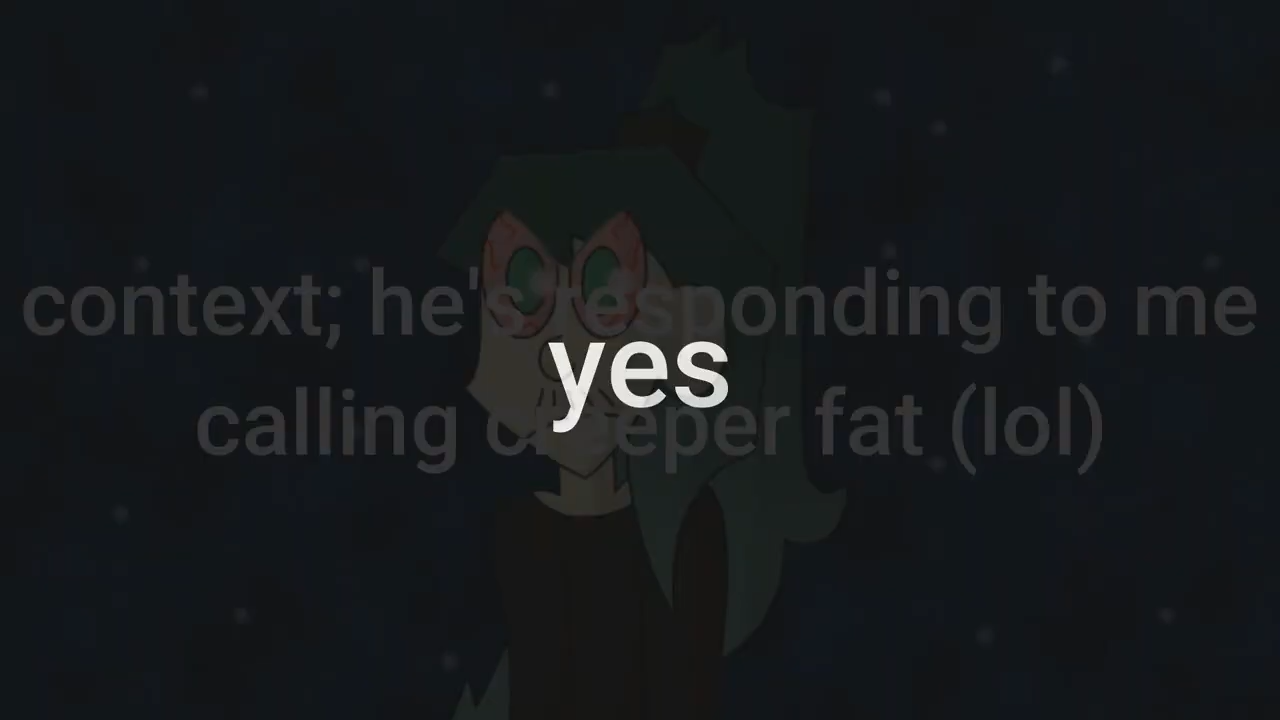 context; he's responding to me
yes
calling creeper fat (lol)